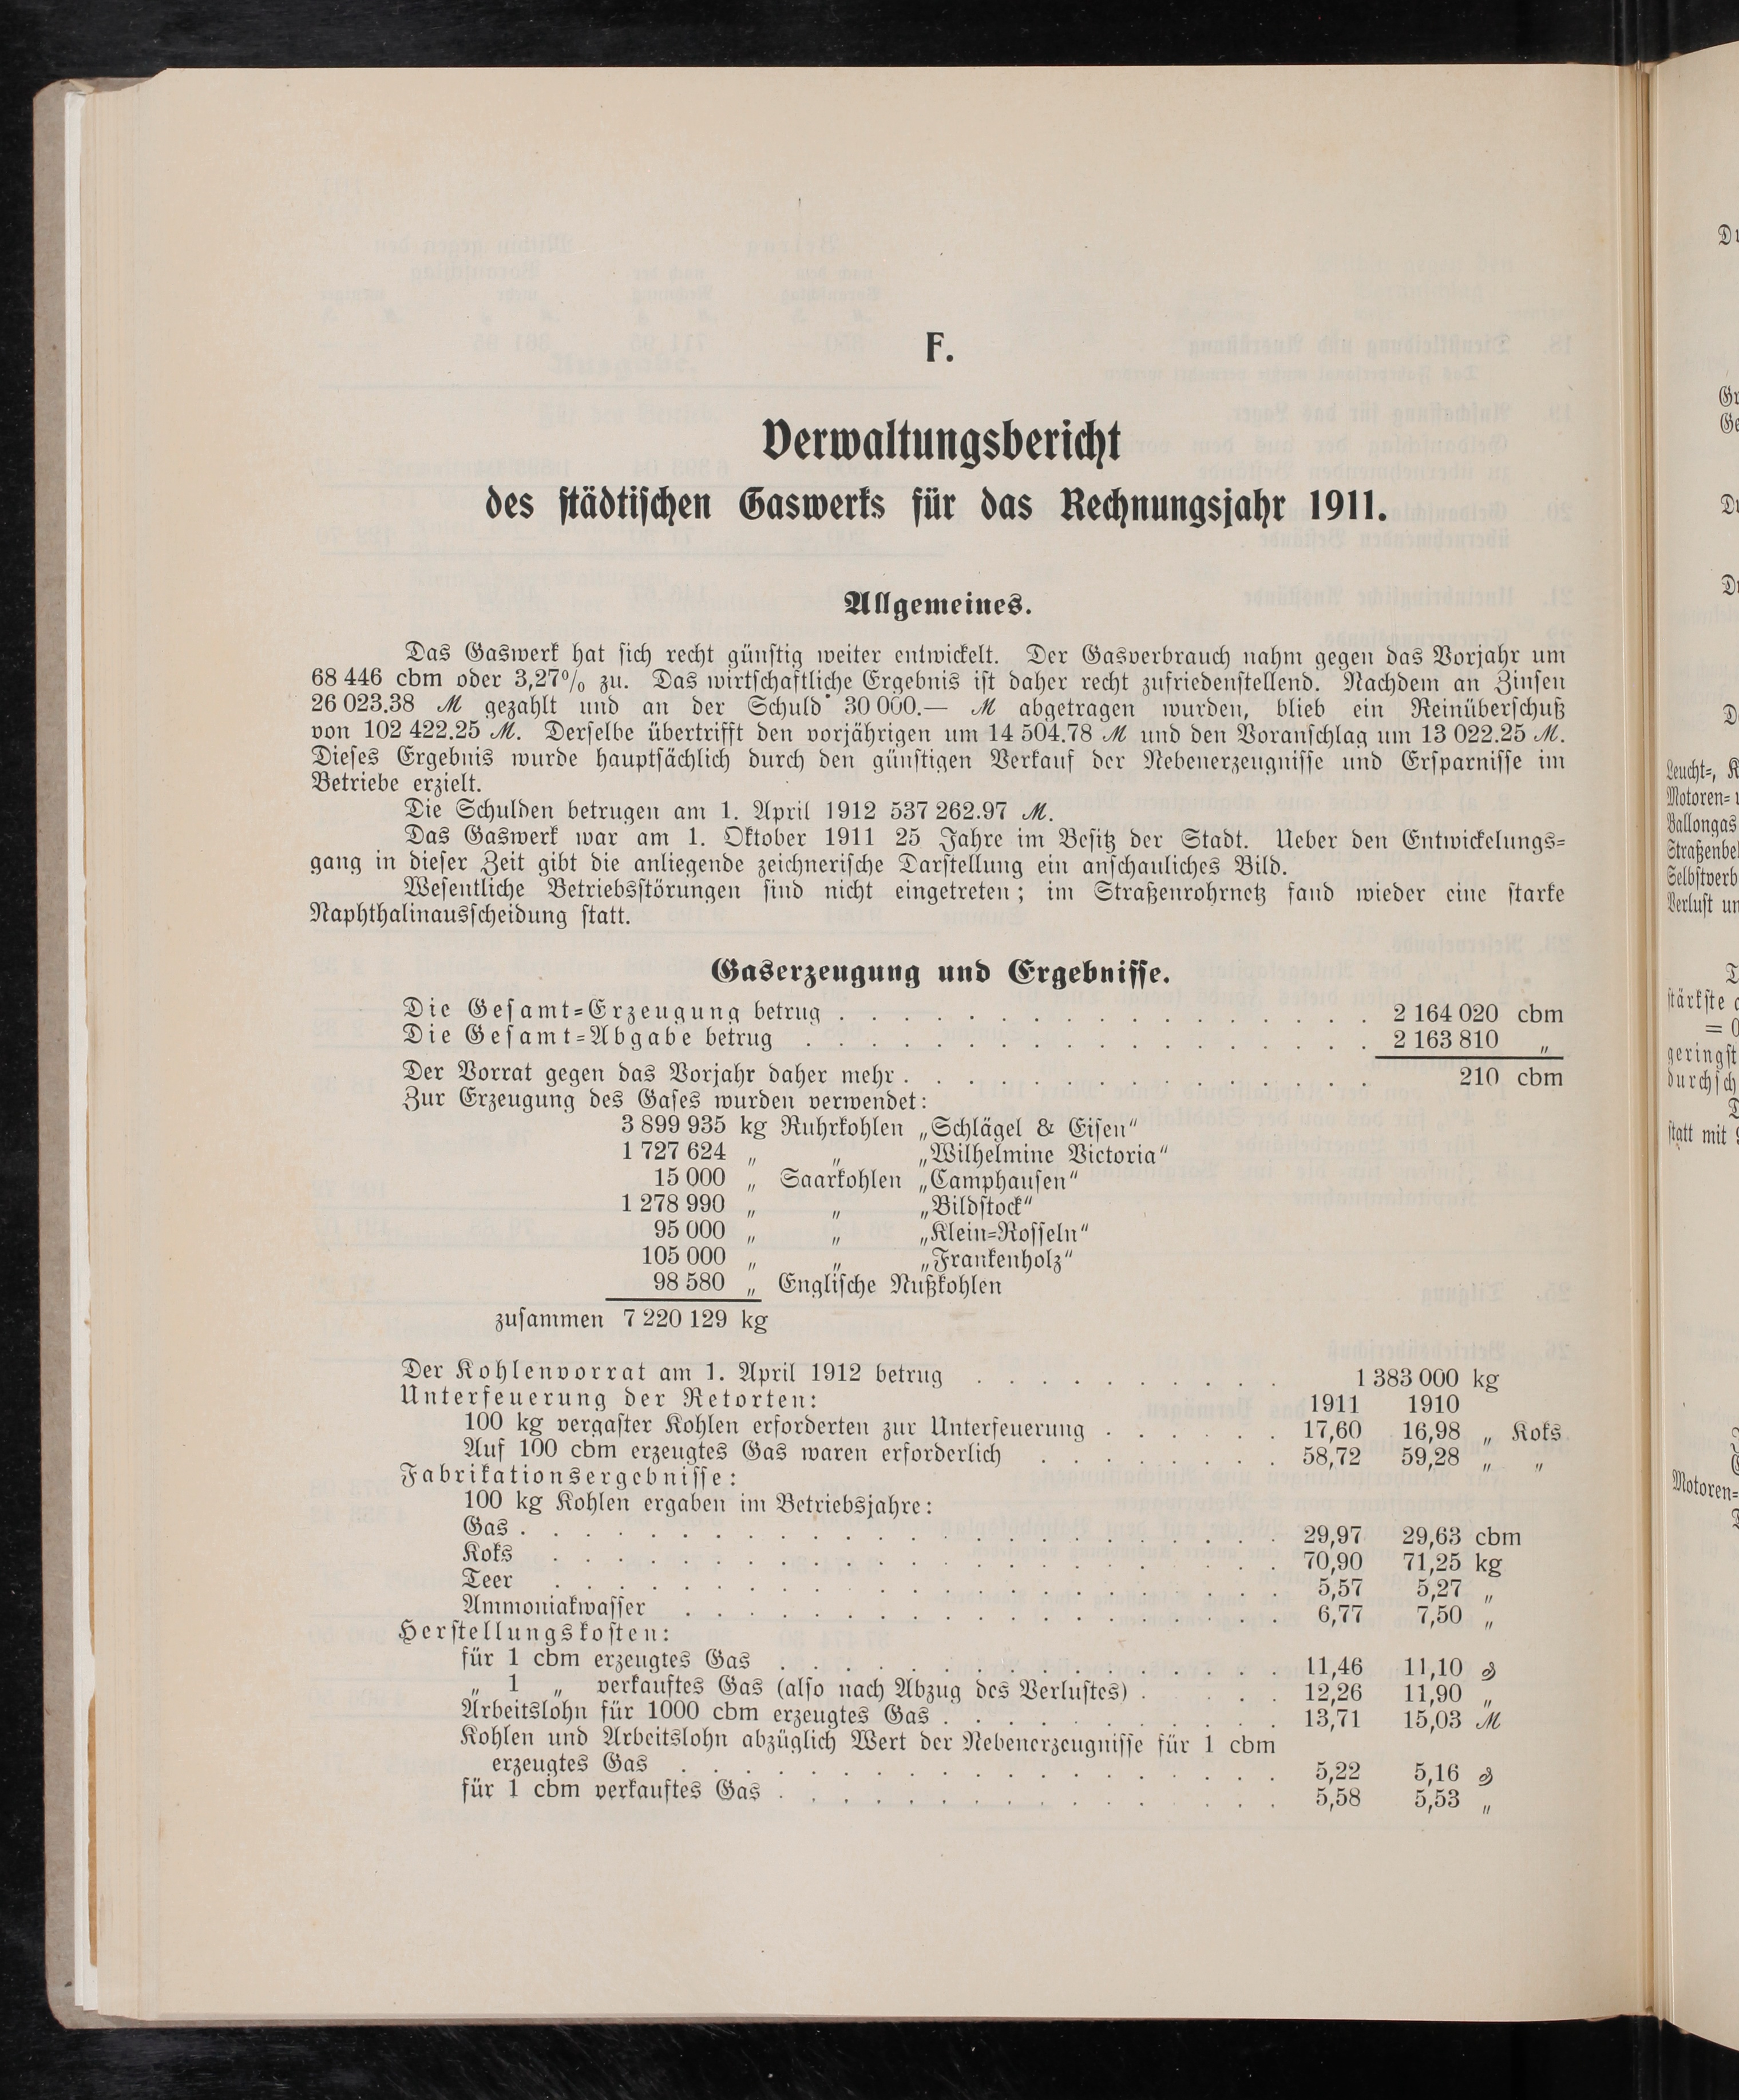 F.
Verwaltungsbericht
des städtischen Gaswerks für das Rechnungsjahr 1911.
Allgemeines.
Das Gaswerk hat sich recht günstig weiter entwickelt. Der Gasverbrauch nahm gegen das Vorjahr um
68 446 cbm oder 3,27% zu. Das wirtschaftliche Ergebnis ist daher recht zufriedenstellend. Nachdem an Zinsen
26 023.38 ℳ gezahlt und an der Schuld 30 000.— ℳ abgetragen wurden, blieb ein Reinüberschuß
von 102 422.25 ℳ. Derselbe übertrifft den vorjährigen um 14 504.78 ℳ und den Voranschlag um 13 022.25 ℳ.
Dieses Ergebnis wurde hauptsächlich durch den günstigen Verkauf der Nebenerzeugnisse und Ersparnisse im
Betriebe erzielt.
Die Schulden betrugen am 1. April 1912 537 262.97 ℳ.
Das Gaswerk war am 1. Oktober 1911 25 Jahre im Besitz der Stadt. Ueber den Entwickelungs-
gang in dieser Zeit gibt die anliegende zeichnerische Darstellung ein anschauliches Bild.
Wesentliche Betriebsstörungen sind nicht eingetreten; im Straßenrohrnetz fand wieder eine starke
Naphthalinausscheidung statt.
Gaserzeugung und Ergebnisse.
Die Gesamt-Erzeugung betrug . . . . . . . . . . . . . . . . . 2 164 020 cbm
Die Gesamt-Abgabe betrug . . . . . . . . . . . . . . . . . . 2 163 810 „
Der Vorrat gegen das Vorjahr daher mehr . . . . . . . . . . . . . . . 210 cbm
Zur Erzeugung des Gases wurden verwendet:
3 899 935 kg Ruhrkohlen „Schlägel & Eisen“
1 727 624 „ „ „Wilhelmine Victoria“
15 000 „ Saarkohlen „Camphausen“
1 278 990 „ „ „Bildstock“
95 000 „ „ „Klein-Rosseln“
105 000 „ „ „Frankenholz“
98 580 „ Englische Nußkohlen
zusammen 7 220 129 kg
Der Kohlenvorrat am 1. April 1912 betrug . . . . . . . . . . 1 383 000 kg
Unterfeuerung der Retorten: 1911 1910
100 kg vergaster Kohlen erforderten zur Unterfeuerung . . . . . . 17,60 16,98 „ Koks
Auf 100 cbm erzeugtes Gas waren erforderlich . . . . . . . . 58,72 59,28 „ „
Fabrikationsergebnisse:
100 kg Kohlen ergaben im Betriebsjahre:
Gas . . . . . . . . . . . . . . . . . . . . . . . . 29,97 29,63 cbm
Koks . . . . . . . . . . . . . . . . . . . . . . . 70,90 71,25 kg
Teer . . . . . . . . . . . . . . . . . . . . . . . 5,57 5,27 „
Ammoniakwasser . . . . . . . . . . . . . . . . . . . 6,77 7,50 „
Herstellungskosten:
für 1 cbm erzeugtes Gas . . . . . . . . . . . . . . . . 11,46 11,10 ₰
„ 1 „ verkauftes Gas (also nach Abzug des Verlustes) . . . . . 12,26 11,90 „
Arbeitslohn für 1000 cbm erzeugtes Gas . . . . . . . . . . . 13,71 15,03 ℳ
Kohlen und Arbeitslohn abzüglich Wert der Nebenerzeugnisse für 1 cbm
erzeugtes Gas . . . . . . . . . . . . . . . . . . . 5,22 5,16 ₰
für 1 cbm verkauftes Gas . . . . . . . . . . . . . . . . 5,58 5,53 „